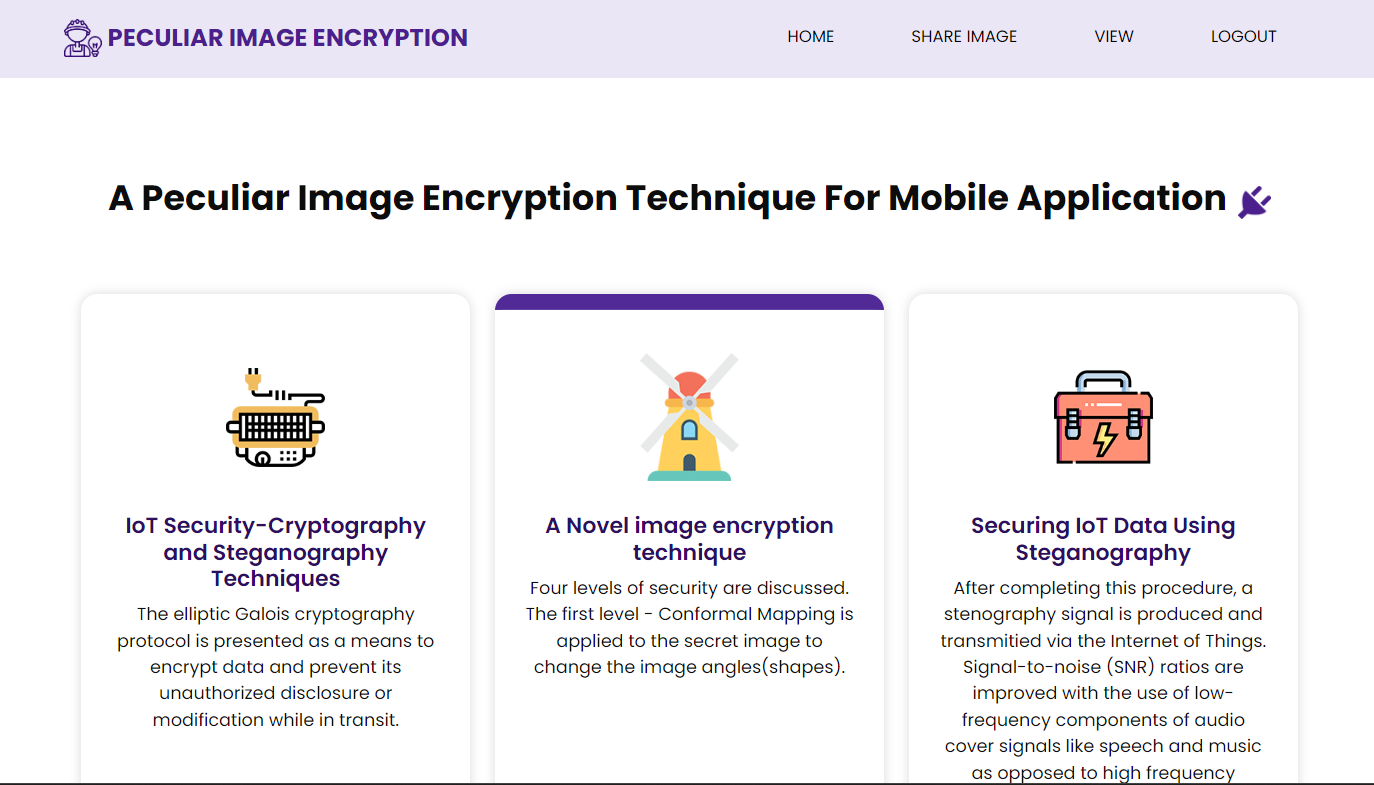 PECULIAR IMAGE ENCRYPTION
HOME
SHARE IMAGE
VIEW
LOGOUT
A Peculiar Image Encryption Technique For Mobile Application
IoT Security-Cryptography
and Steganography
Techniques
The elliptic Galois cryptography
protocol is presented as a means to
encrypt data and prevent its
unauthorized disclosure or
modification while in transit.
A Novel image encryption
technique
Four levels of security are discussed.
The first level - Conformal Mapping is
applied to the secret image to
change the image angles(shapes).
Securing IoT Data Using
Steganography
After completing this procedure, a
stenography signal is produced and
transmitied via the Internet of Things.
Signal-to-noise (SNR) ratios are
improved with the use of low-
frequency components of audio
cover signals like speech and music
as opposed to high frequency